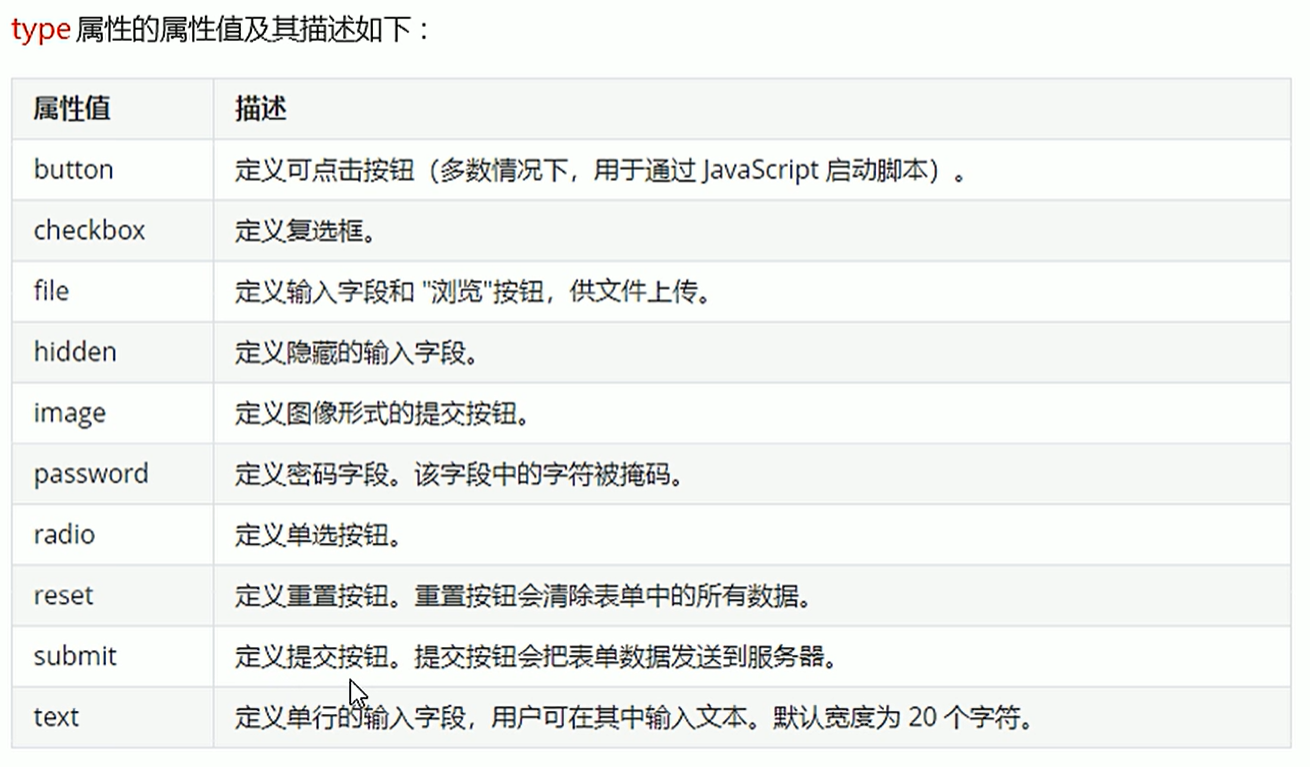 type 属性的属性值及其描述如下：
属性值 描述
button 定义可点击按钮（多数情况下，用于通过 JavaScript 启动脚本）。
checkbox 定义复选框。
file 定义输入字段和 "浏览"按钮，供文件上传。
hidden 定义隐藏的输入字段。
image 定义图像形式的提交按钮。
password 定义密码字段。该字段中的字符被掩码。
radio 定义单选按钮。
reset 定义重置按钮。重置按钮会清除表单中的所有数据。
submit 定义提交按钮。提交按钮会把表单数据发送到服务器。
text 定义单行的输入字段，用户可在其中输入文本。默认宽度为 20 个字符。